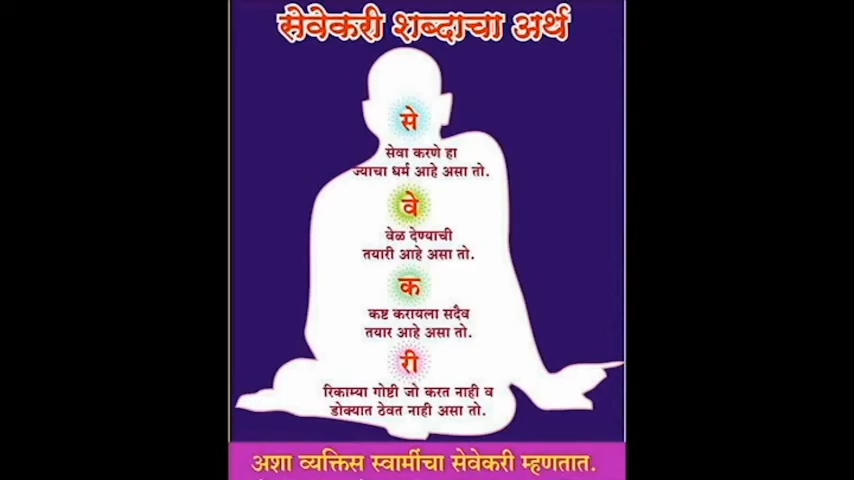 सेवेकरी शब्दाचा अर्थ
से
सेवा करणे हा
ज्याचा धर्म आहे असा तो.
वे
वेळ देण्याची
तयारी आहे असा तो.
क
कष्ट करायला सदैव
तयार आहे असा तो.
री
रिकाम्या गोष्टी जो करत नाही व
डोक्यात ठेवत नाही असा तो.
अशा व्यक्तिस स्वामींचा सेवेकरी म्हणतात.